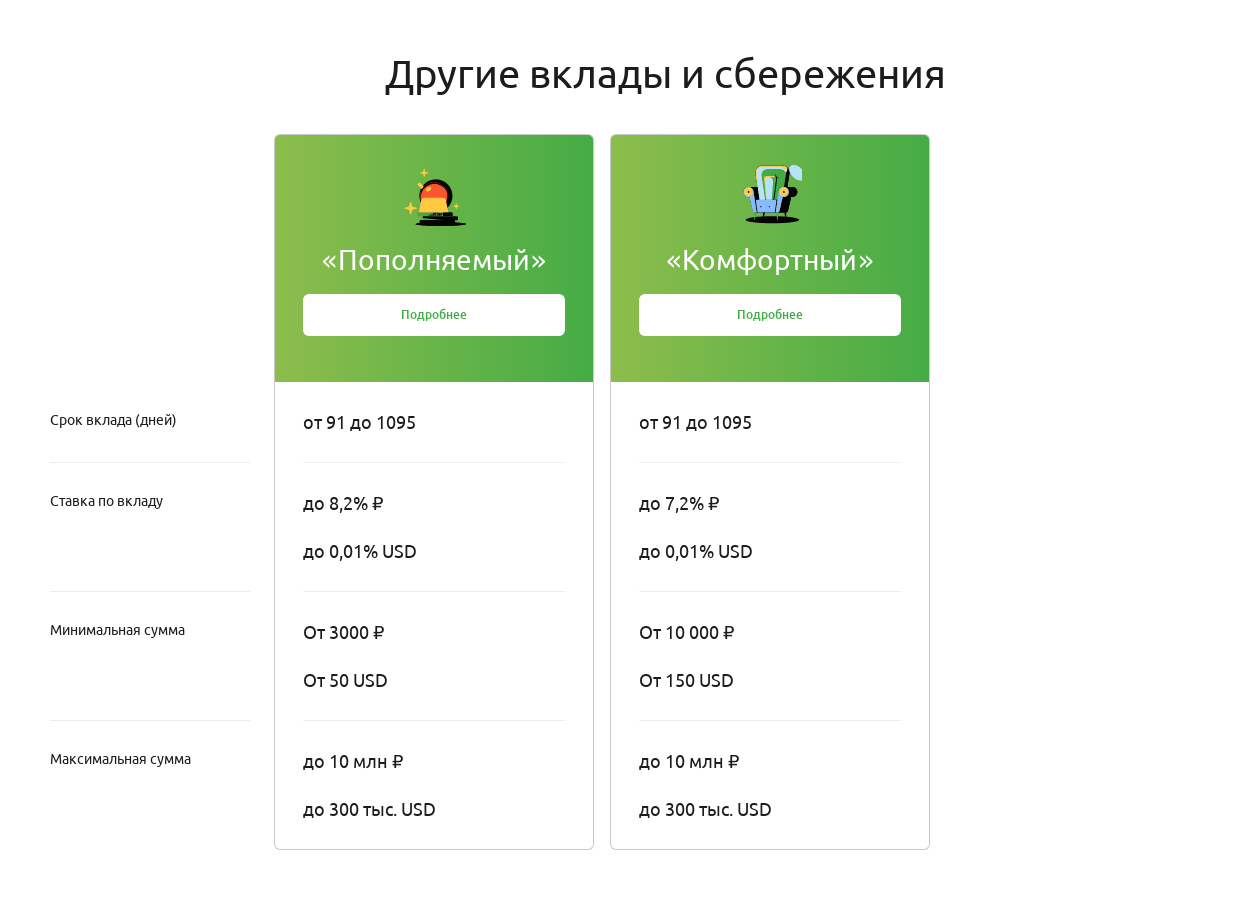 Другие вклады и сбережения
«Пополняемый»
«Комфортный»
Подробнее
Подробнее
Срок вклада (дней)
от 91 до 1095
от 91 до 1095
Ставка по вкладу
до 8,2% ₽
до 7,2% ₽
до 0,01% USD
до 0,01% USD
Минимальная сумма
От 3000 ₽
От 10 000 ₽
От 50 USD
От 150 USD
Максимальная сумма
до 10 млн ₽
до 10 млн ₽
до 300 тыс. USD
до 300 тыс. USD